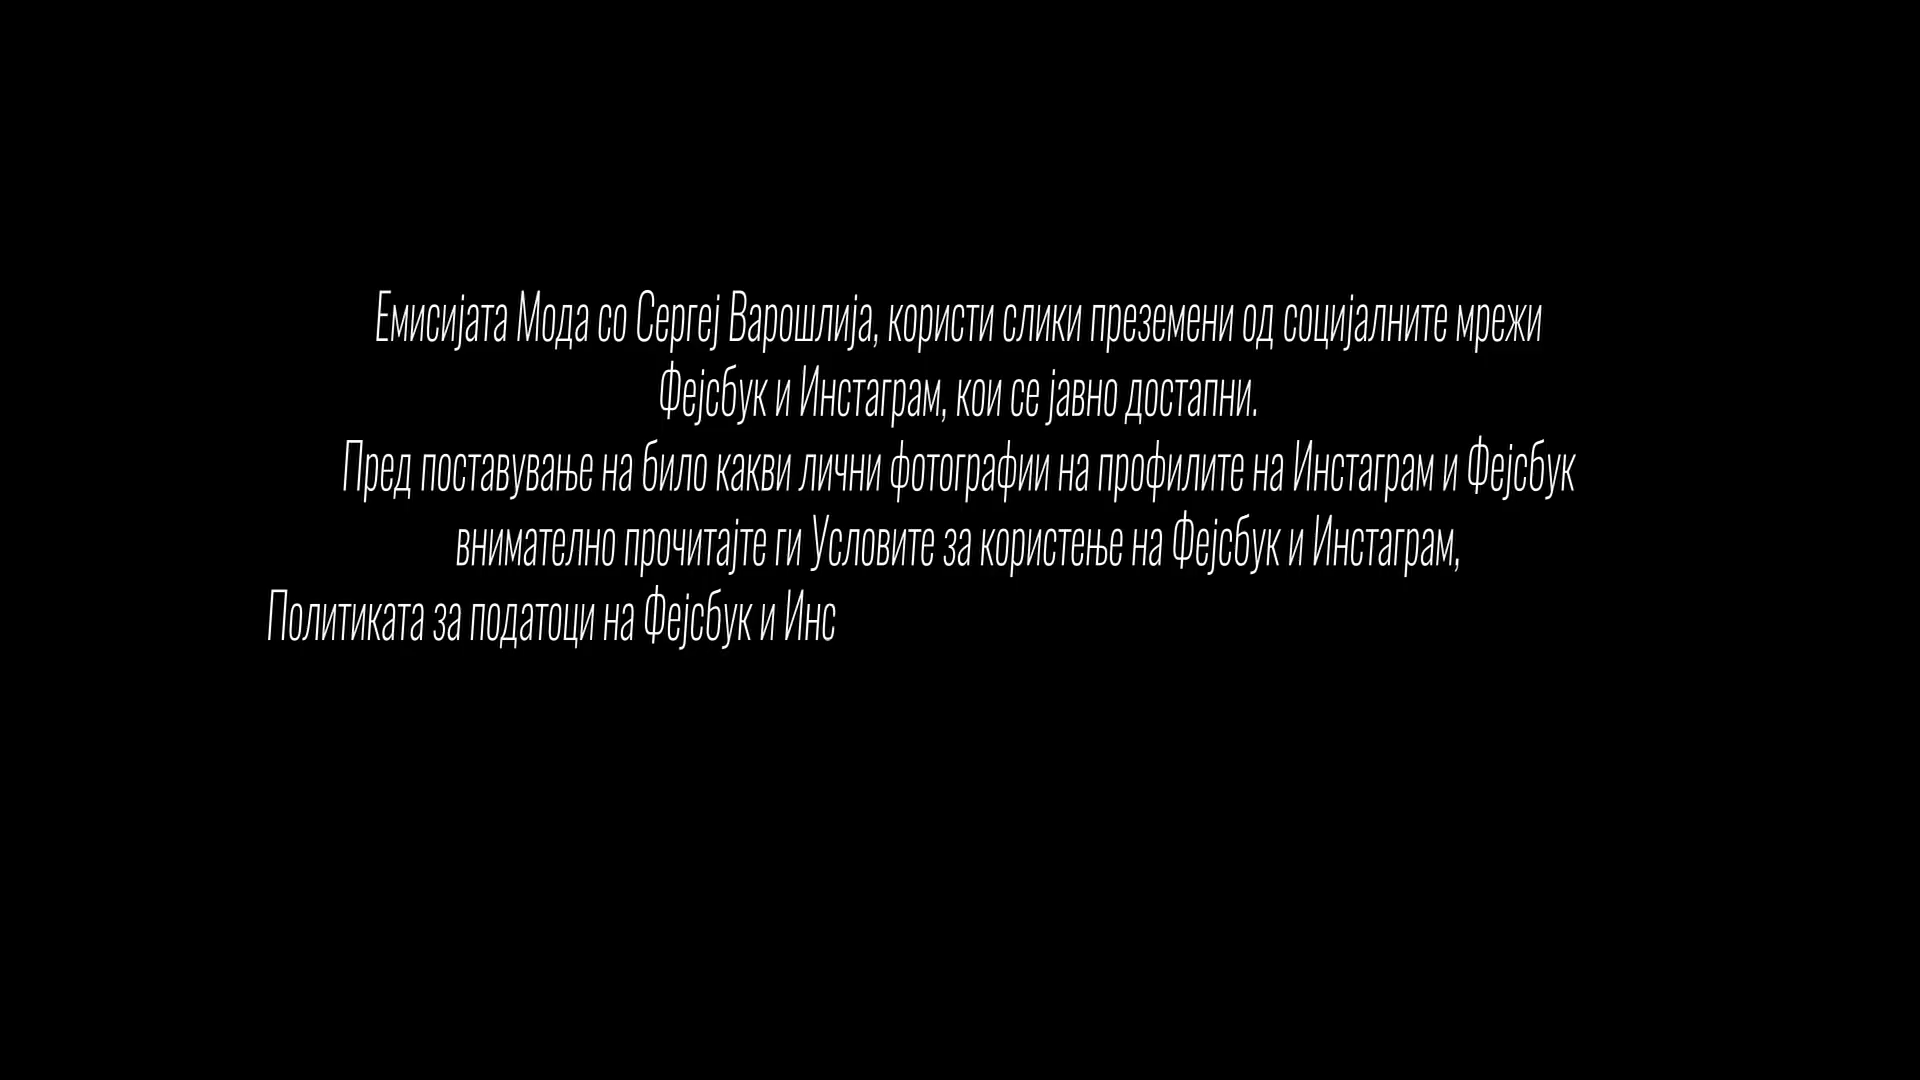 Емисијата Мода со Сергеј Варошлија, користи слики преземени од социјалните мрежи
Фејсбук и Инстаграм, кои се јавно достапни.
Пред поставување на било какви лични фотографии на профилите на Инстаграм и Фејсбук
внимателно прочитајте ги Условите за користење на Фејсбук и Инстаграм,
Политиката за податоци на Фејсбук и Инс